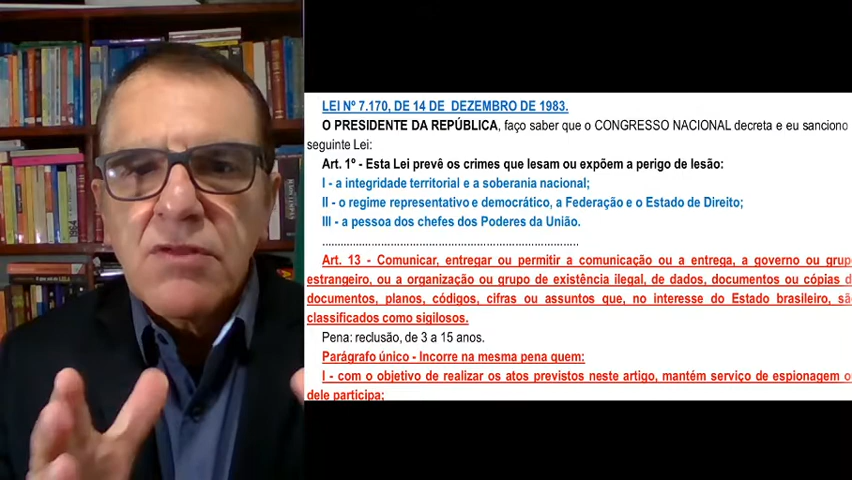 LEI Nº 7.170, DE 14 DE DEZEMBRO DE 1983.
O PRESIDENTE DA REPÚBLICA, faço saber que o CONGRESSO NACIONAL decreta e eu sanciono
seguinte Lei:
Art. 1º - Esta Lei prevê os crimes que lesam ou expõem a perigo de lesão:
I - a integridade territorial e a soberania nacional;
II - o regime representativo e democrático, a Federação e o Estado de Direito;
III - a pessoa dos chefes dos Poderes da União.
................................................................................
Art. 13 - Comunicar, entregar ou permitir a comunicação ou a entrega, a governo ou grup
estrangeiro, ou a organização ou grupo de existência ilegal, de dados, documentos ou cópias d
documentos, planos, códigos, cifras ou assuntos que, no interesse do Estado brasileiro, sã
classificados como sigilosos.
Pena: reclusão, de 3 a 15 anos.
Parágrafo único - Incorre na mesma pena quem:
I - com o objetivo de realizar os atos previstos neste artigo, mantém serviço de espionagem o
dele participa;